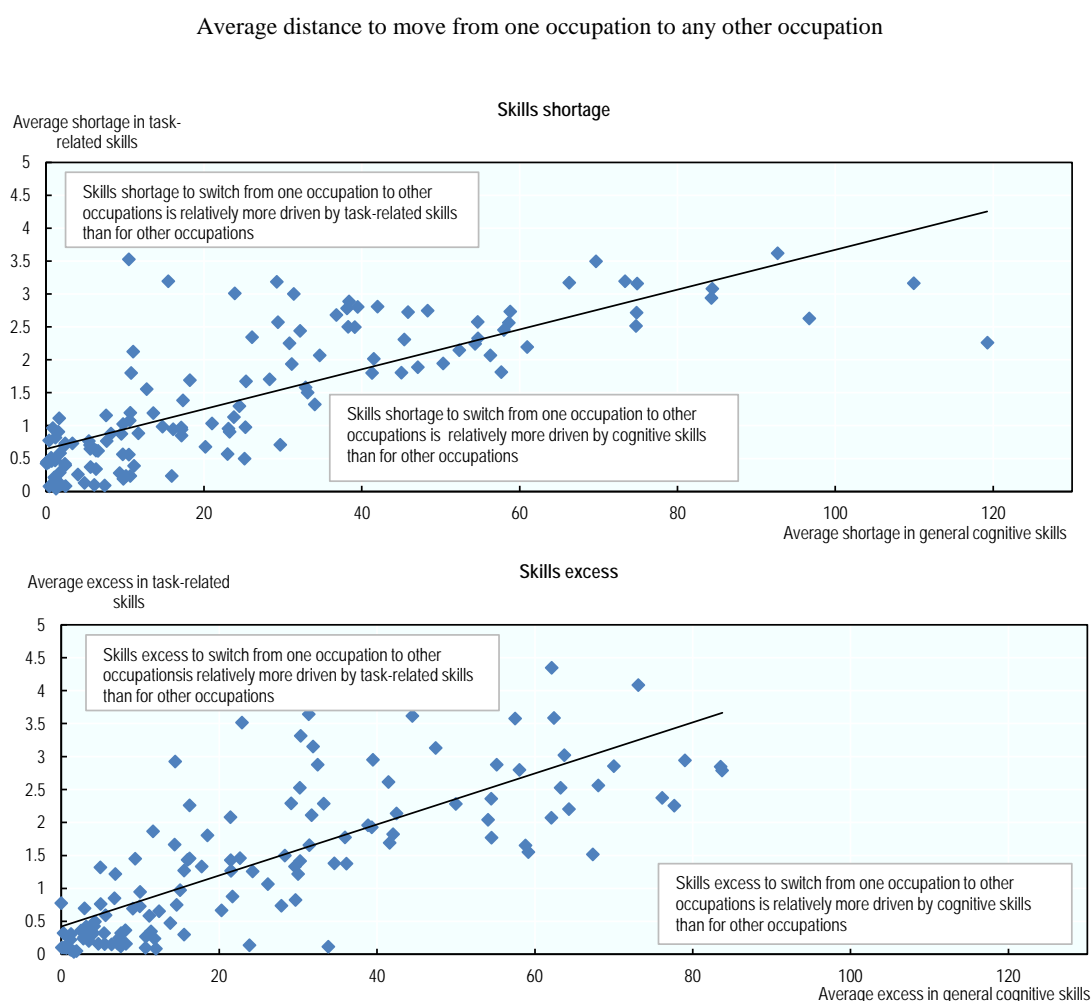 Average distance to move from one occupation to any other occupation
Skills shortage
Average shortage in task-
related skills
5
4.5
4
3.5
3
2.5
2
1.5
1
0.5
0
Skills shortage to switch from one occupation to other
occupations is relatively more driven by task-related skills
than for other occupations
Skills shortage to switch from one occupation to other
occupations is relatively more driven by cognitive skills
than for other occupations
0 20 40 60 80 100 120
Average shortage in general cognitive skills
Skills excess
Average excess in task-related
skills
5
4.5
4
3.5
3
2.5
2
1.5
1
0.5
0
Skills excess to switch from one occupation to other
occupationsis relatively more driven by task-related skills
than for other occupations
Skills excess to switch from one occupation to other
occupations is relatively more driven by cognitive skills
than for other occupations
0 20 40 60 80 100 120
Average excess in general cognitive skills